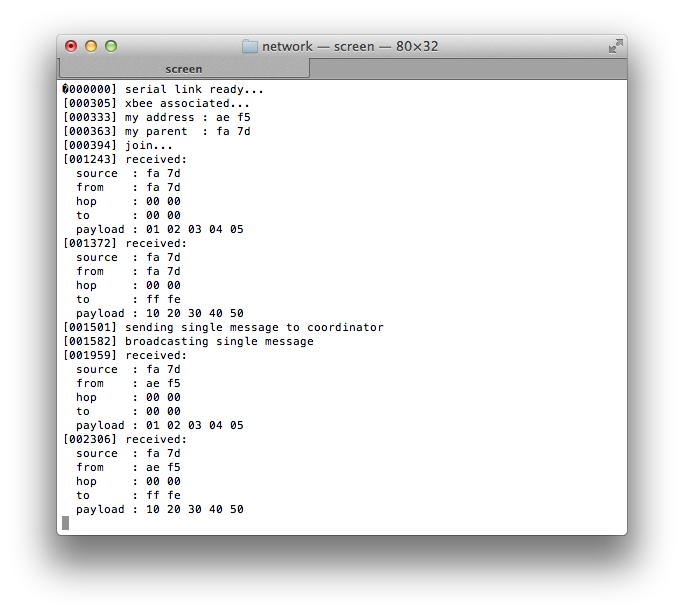 network — screen — 80×32
screen
�000000] serial link ready...
[000305] xbee associated...
[000333] my address : ae f5
[000363] my parent  : fa 7d
[000394] join...
[001243] received:
  source  : fa 7d
  from    : fa 7d
  hop     : 00 00
  to      : 00 00
  payload : 01 02 03 04 05
[001372] received:
  source  : fa 7d
  from    : fa 7d
  hop     : 00 00
  to      : ff fe
  payload : 10 20 30 40 50
[001501] sending single message to coordinator
[001582] broadcasting single message
[001959] received:
  source  : fa 7d
  from    : ae f5
  hop     : 00 00
  to      : 00 00
  payload : 01 02 03 04 05
[002306] received:
  source  : fa 7d
  from    : ae f5
  hop     : 00 00
  to      : ff fe
  payload : 10 20 30 40 50